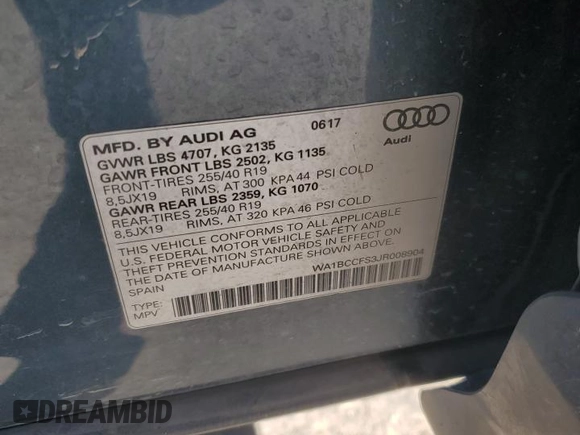 MFD. BY AUDI AG 0617
Audi
GVWR LBS 4707, KG 2135
GAWR FRONT LBS 2502, KG 1135
FRONT-TIRES 255/40 R19
8,5JX19 RIMS, AT 300 KPA 44 PSI COLD
GAWR REAR LBS 2359, KG 1070
REAR-TIRES 255/40 R19
8,5JX19 RIMS, AT 320 KPA 46 PSI COLD
THIS VEHICLE CONFORMS TO ALL APPLICABLE
U.S. FEDERAL MOTOR VEHICLE SAFETY AND
THEFT PREVENTION STANDARDS IN EFFECT ON
THE DATE OF MANUFACTURE SHOWN ABOVE.
SPAIN
WA1BCCFS3JR008904
TYPE:
MPV
DREAMBID